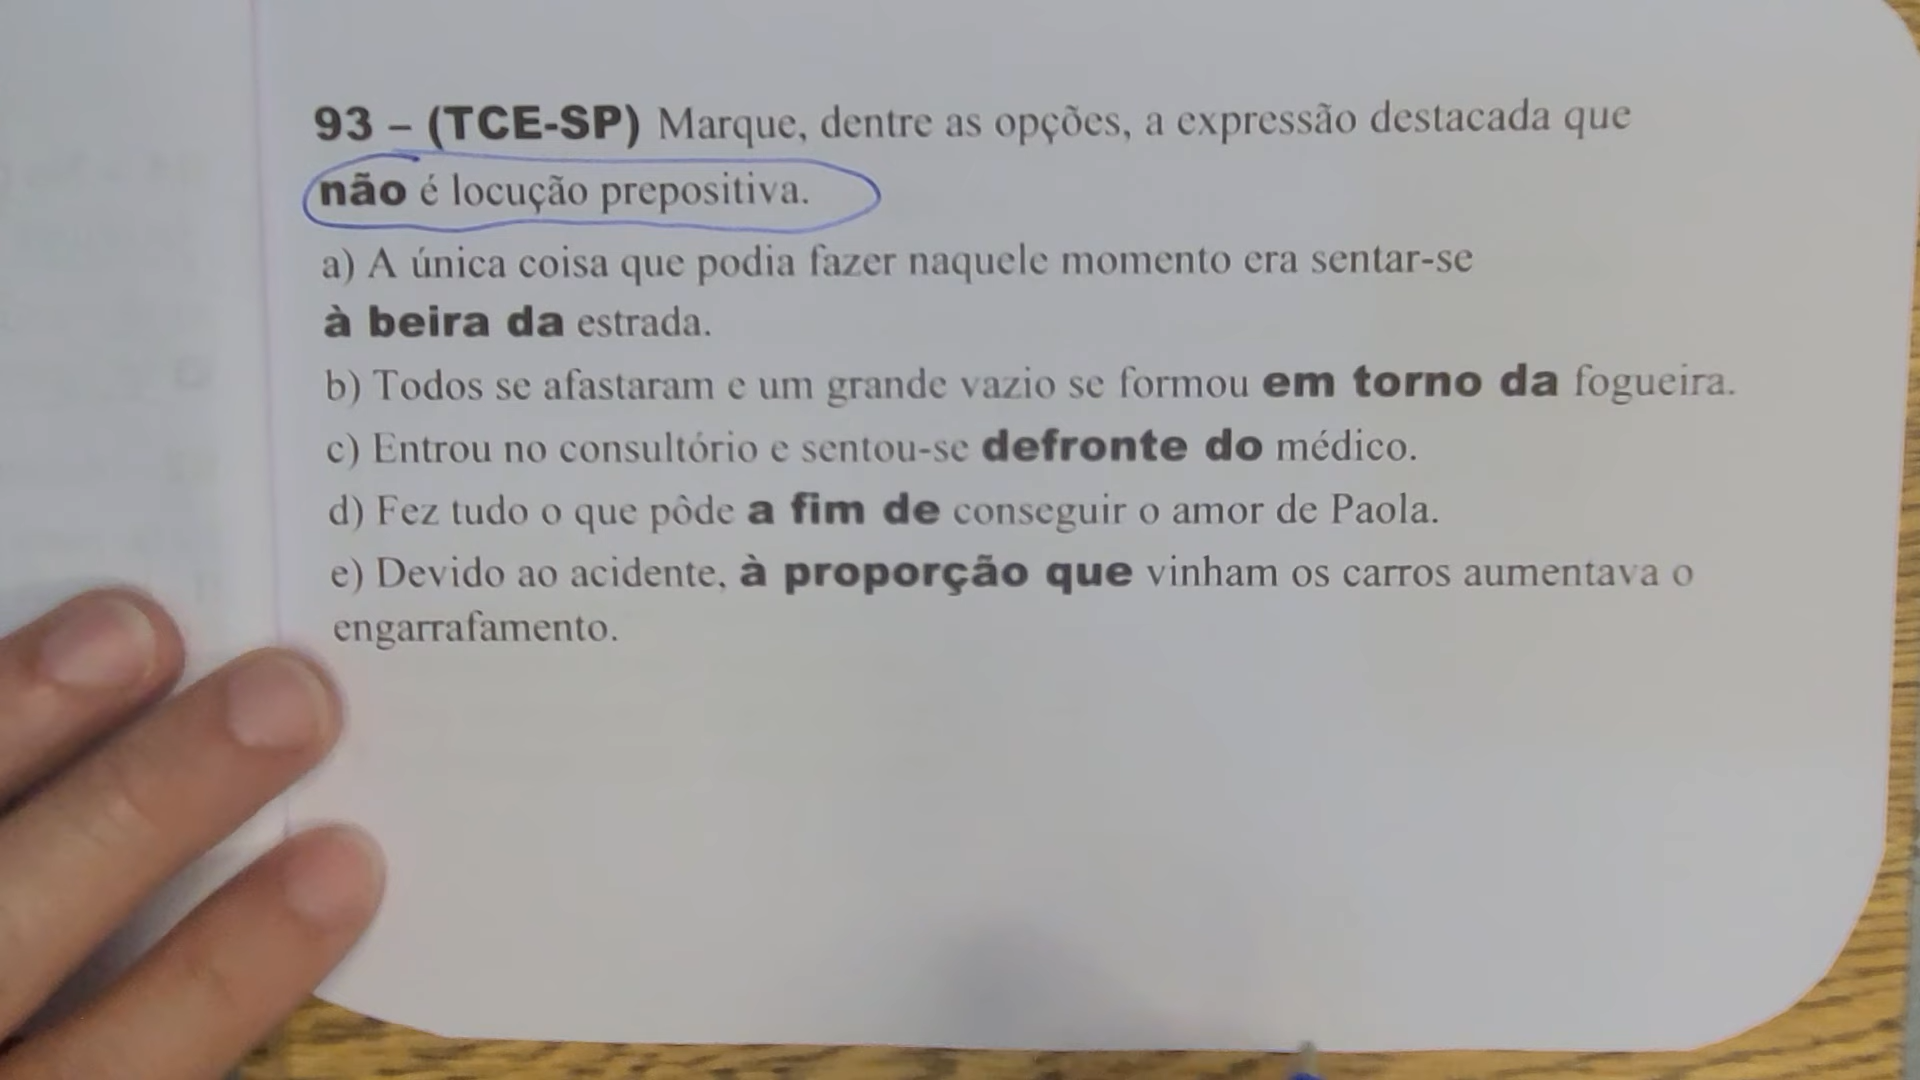 93 – (TCE-SP) Marque, dentre as opções, a expressão destacada que
não é locução prepositiva.
a) A única coisa que podia fazer naquele momento era sentar-se
à beira da estrada.
b) Todos se afastaram e um grande vazio se formou em torno da fogueira.
c) Entrou no consultório e sentou-se defronte do médico.
d) Fez tudo o que pôde a fim de conseguir o amor de Paola.
e) Devido ao acidente, à proporção que vinham os carros aumentava o
engarrafamento.